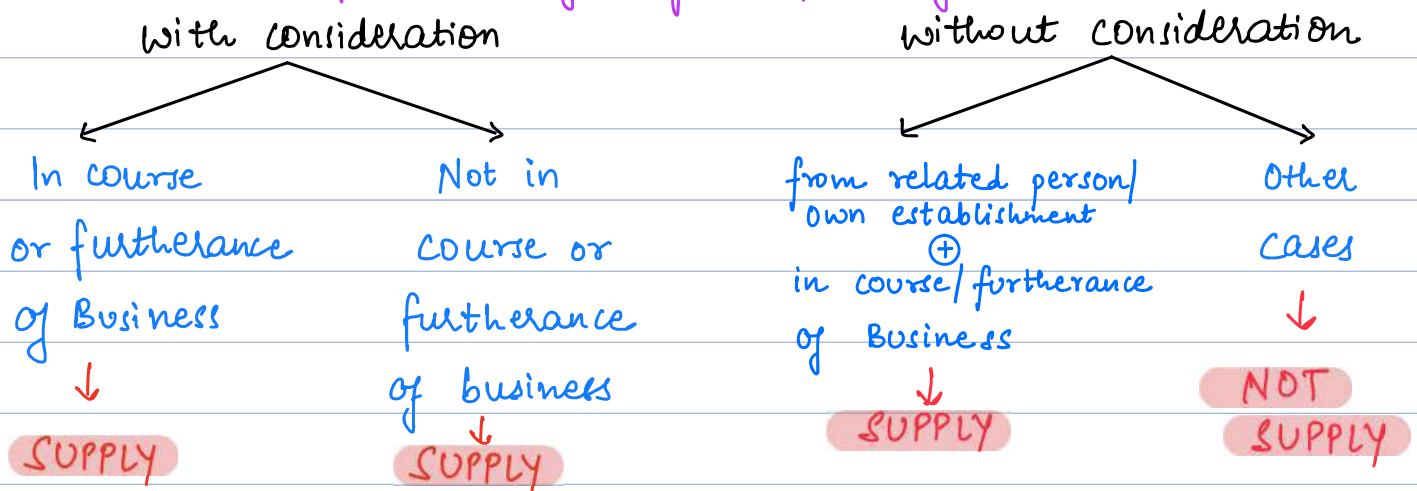 with consideration
without consideration
In course
or furtherance
of Business
SUPPLY
Not in
course or
furtherance
of business
SUPPLY
from related person/
own establishment
+
in course/furtherance
of Business
SUPPLY
Other
cases
NOT
SUPPLY